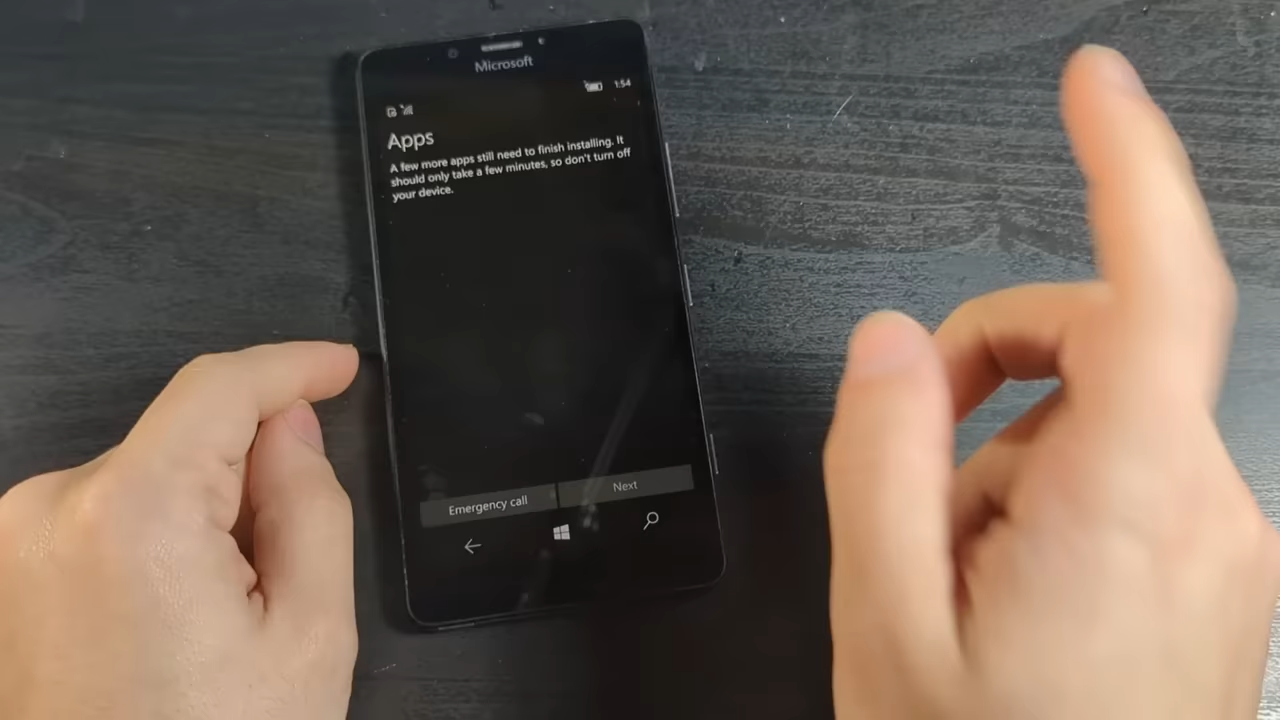 Microsoft
1:54
Apps
A few more apps still need to finish installing. It
should only take a few minutes, so don't turn off
your device.
Emergency call
Next